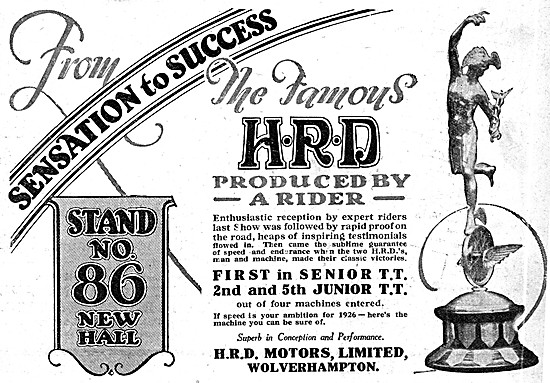 From
SENSATION to SUCCESS
The Famous
H·R·D
PRODUCED BY
A RIDER
Enthusiastic reception by expert riders
last Show was followed by rapid proof on
the road, heaps of inspiring testimonials
flowed in. Then came the sublime guarantee
of speed and endurance when the two H.R.D.'s,
man and machine, made their classic victories.
FIRST in SENIOR T.T.
2nd and 5th JUNIOR T.T.
out of four machines entered.
If speed is your ambition for 1926—here's the
machine you can be sure of.
Superb in Conception and Performance.
H.R.D. MOTORS, LIMITED,
WOLVERHAMPTON.
STAND
NO.
86
NEW
HALL